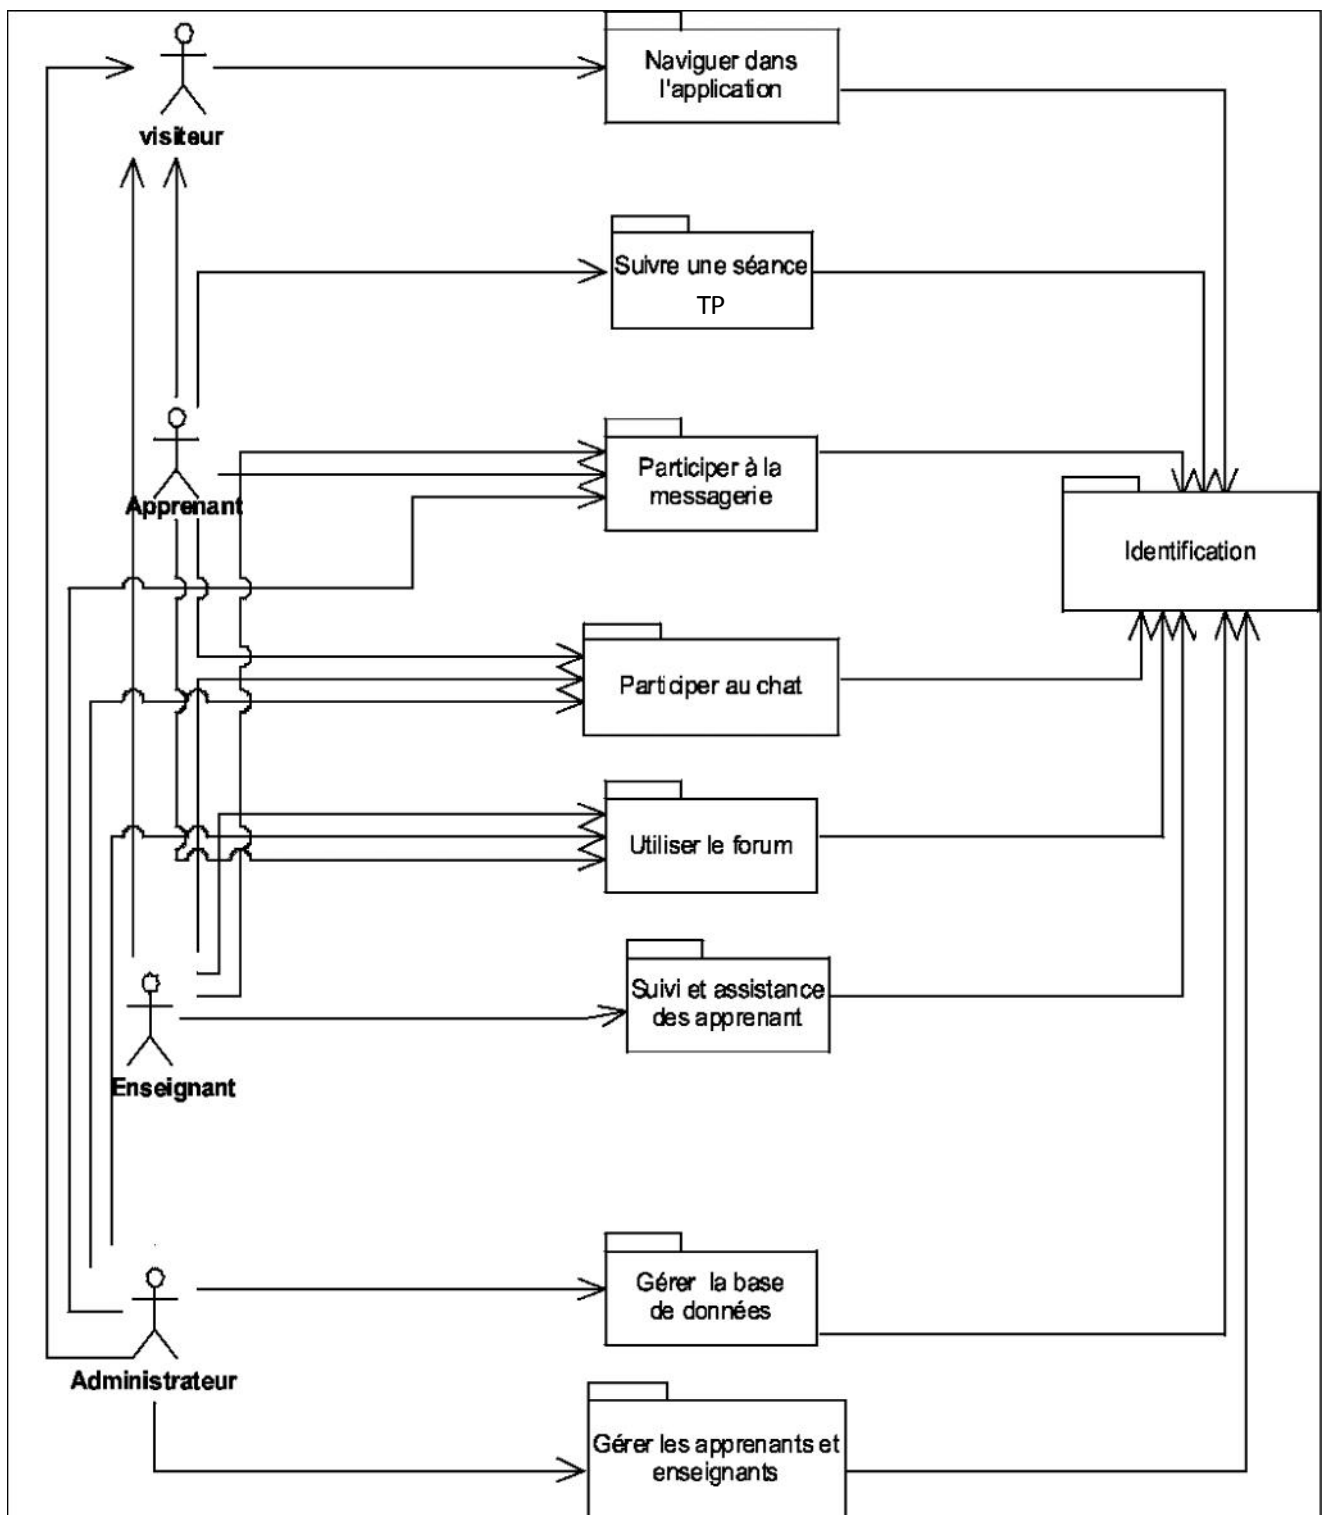 visiteur
Naviguer dans
l'application
Suivre une séance
TP
Apprenant
Participer à la
messagerie
Identification
Participer au chat
Utiliser le forum
Enseignant
Suivi et assistance
des apprenant
Administrateur
Gérer la base
de données
Gérer les apprenants et
enseignants